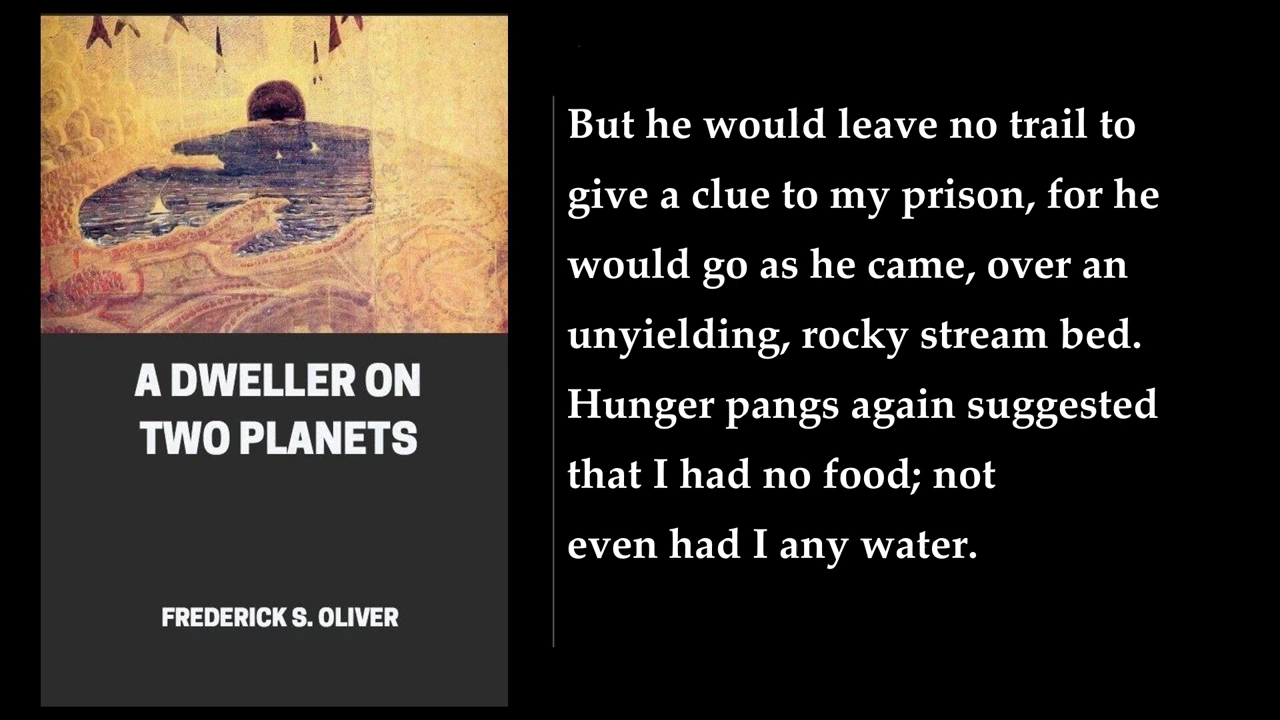 A DWELLER ON
TWO PLANETS
FREDERICK S. OLIVER
But he would leave no trail to
give a clue to my prison, for he
would go as he came, over an
unyielding, rocky stream bed.
Hunger pangs again suggested
that I had no food; not
even had I any water.